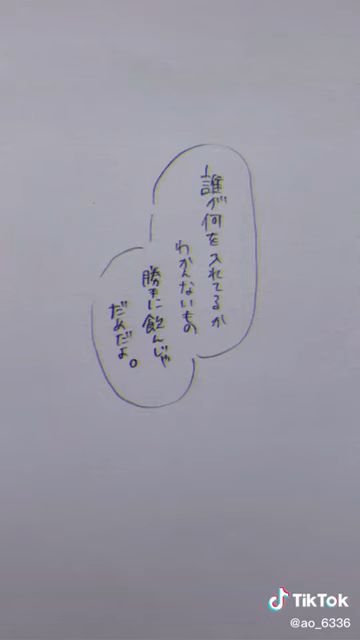 誰が何を入れてるか
わかんないもの
勝手に飲んじゃ
だめだよ。
TikTok
@ao_6336